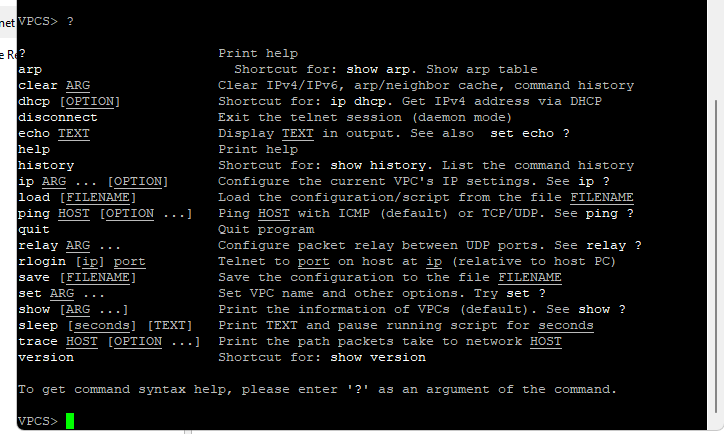 VPCS> ?
net
?                        Print help
e Re
arp                        Shortcut for: show arp. Show arp table
clear ARG                Clear IPv4/IPv6, arp/neighbor cache, command history
dhcp [OPTION]            Shortcut for: ip dhcp. Get IPv4 address via DHCP
disconnect               Exit the telnet session (daemon mode)
echo TEXT                Display TEXT in output. See also  set echo ?
help                     Print help
history                  Shortcut for: show history. List the command history
ip ARG ... [OPTION]      Configure the current VPC's IP settings. See ip ?
load [FILENAME]          Load the configuration/script from the file FILENAME
ping HOST [OPTION ...]   Ping HOST with ICMP (default) or TCP/UDP. See ping ?
quit                     Quit program
relay ARG ...            Configure packet relay between UDP ports. See relay ?
rlogin [ip] port         Telnet to port on host at ip (relative to host PC)
save [FILENAME]          Save the configuration to the file FILENAME
set ARG ...              Set VPC name and other options. Try set ?
show [ARG ...]           Print the information of VPCs (default). See show ?
sleep [seconds] [TEXT]   Print TEXT and pause running script for seconds
trace HOST [OPTION ...]  Print the path packets take to network HOST
version                  Shortcut for: show version
To get command syntax help, please enter '?' as an argument of the command.
VPCS>